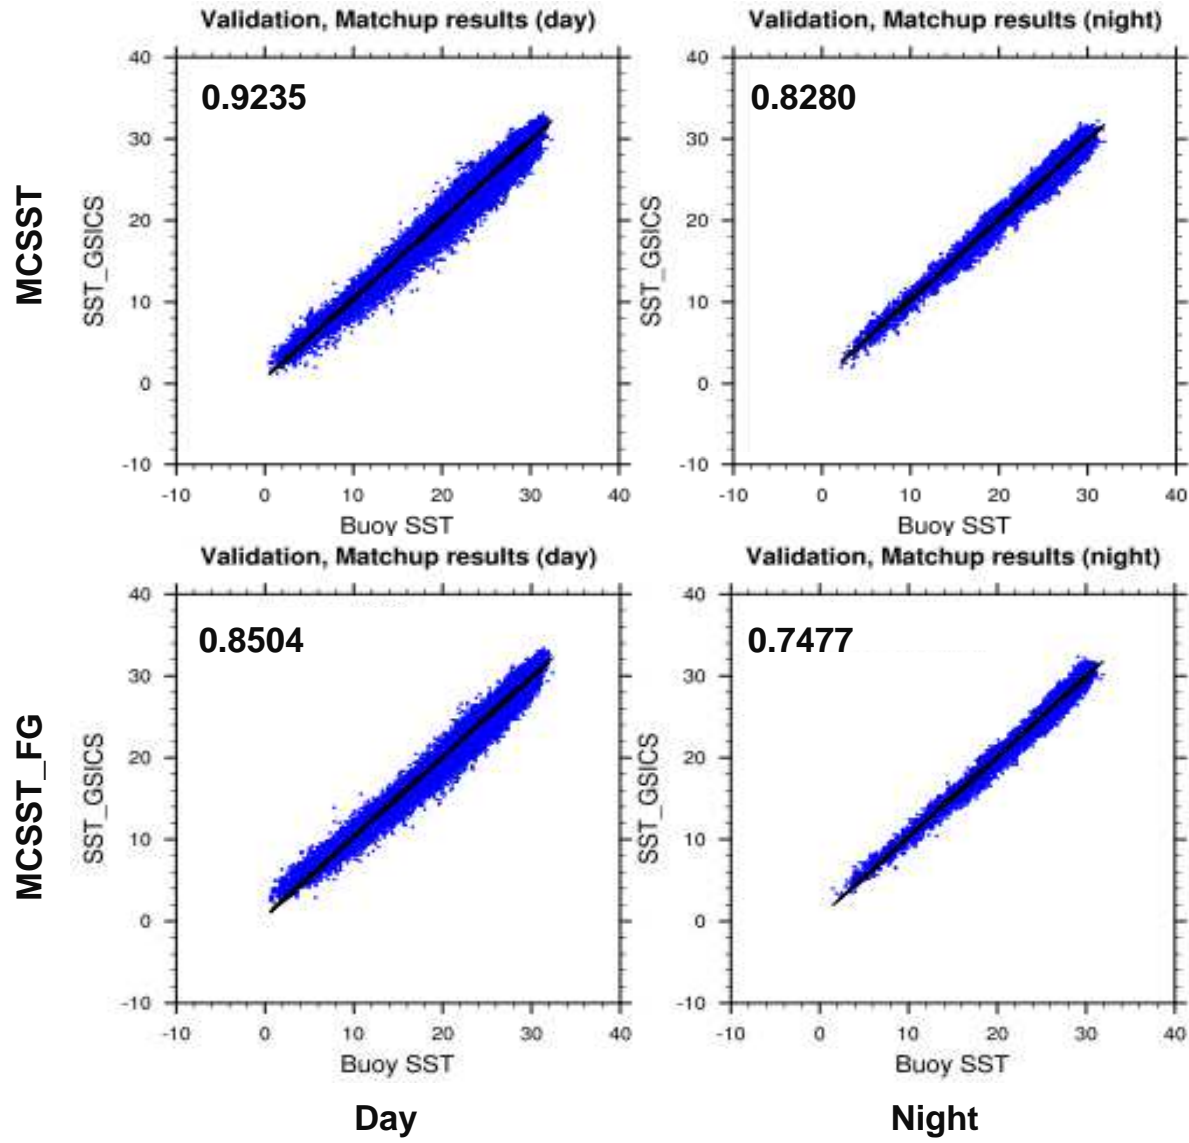 Validation, Matchup results (day)
40
30
20
10
0
-10
-10 0 10 20 30 40
SST_GSICS
Buoy SST
0.9235
MCSST
Validation, Matchup results (night)
40
30
20
10
0
-10
-10 0 10 20 30 40
SST_GSICS
Buoy SST
0.8280
Validation, Matchup results (day)
40
30
20
10
0
-10
-10 0 10 20 30 40
SST_GSICS
Buoy SST
0.8504
MCSST_FG
Validation, Matchup results (night)
40
30
20
10
0
-10
-10 0 10 20 30 40
SST_GSICS
Buoy SST
0.7477
Day
Night